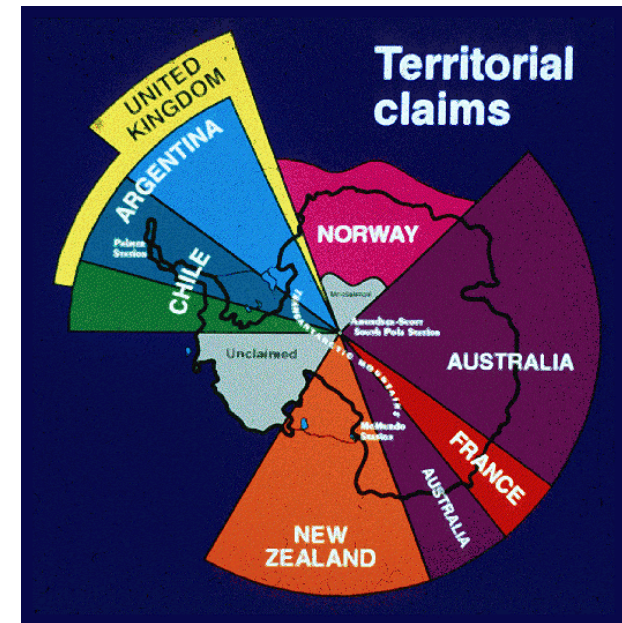 Territorial
claims
UNITED
KINGDOM
ARGENTINA
CHILE
Palmer
Station
NORWAY
Unclaimed
Amundsen-Scott
South Pole Station
TRANSANTARCTIC MOUNTAINS
Unclaimed
AUSTRALIA
McMurdo
Station
FRANCE
AUSTRALIA
NEW
ZEALAND